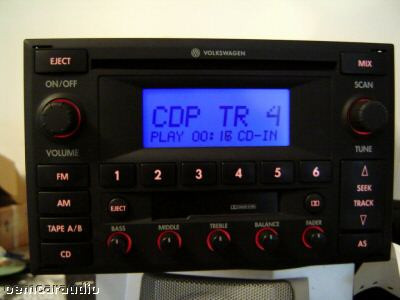 VOLKSWAGEN
EJECT
MIX
ON/OFF
SCAN
CDP TR 4
PLAY 00:16 CD-IN
VOLUME
TUNE
FM
1 2 3 4 5 6
SEEK
TRACK
AM
EJECT
TAPE A/B
BASS MIDDLE TREBLE BALANCE FADER
CD
AS
oemcaraudio